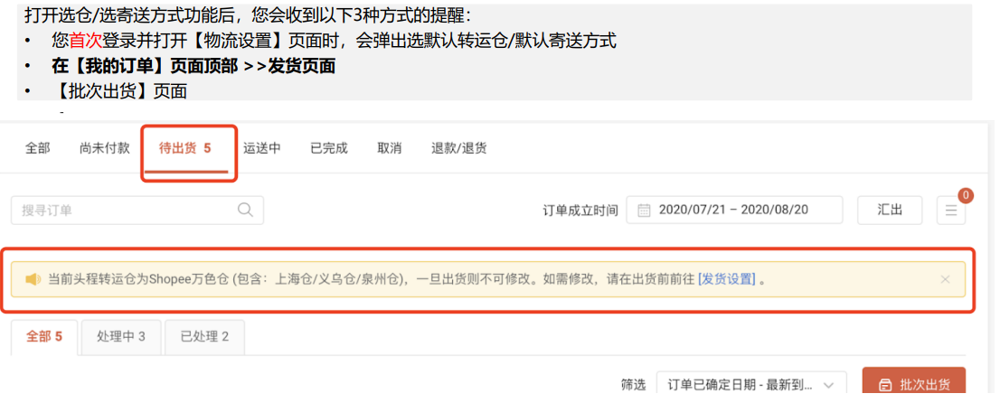 打开选仓/选寄送方式功能后，您会收到以下3种方式的提醒：
• 您首次登录并打开【物流设置】页面时，会弹出选默认转运仓/默认寄送方式
• 在【我的订单】页面顶部 >>发货页面
• 【批次出货】页面
-
全部 尚未付款 待出货 5 运送中 已完成 取消 退款/退货
搜寻订单 订单成立时间 2020/07/21 – 2020/08/20 汇出 0
当前头程转运仓为Shopee万色仓 (包含：上海仓/义乌仓/泉州仓)，一旦出货则不可修改。如需修改，请在出货前前往 [发货设置] 。
全部 5 处理中 3 已处理 2
筛选 订单已确定日期 - 最新到... 批次出货